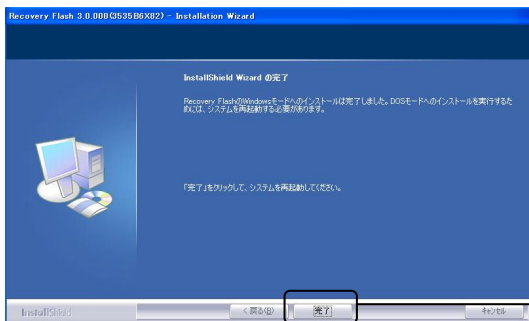 Recovery Flash 3.0.000(3535B6X82) - Installation Wizard
InstallShield Wizard の完了
Recovery FlashのWindowsモードへのインストールは完了しました。DOSモードへのインストールを実行するた
めには、システムを再起動する必要があります。
「完了」をクリックして、システムを再起動してください。
InstallShield
< 戻る(B)
完了
キャンセル